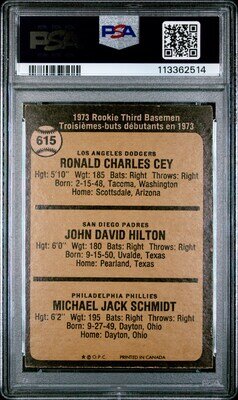 PSA
PSA
113362514
1973 Rookie Third Basemen
Troisièmes-buts débutants en 1973
615
LOS ANGELES DODGERS
RONALD CHARLES CEY
Hgt: 5'10" Wgt: 185 Bats: Right Throws: Right
Born: 2-15-48, Tacoma, Washington
Home: Scottsdale, Arizona
SAN DIEGO PADRES
JOHN DAVID HILTON
Hgt: 6'0" Wgt: 180 Bats: Right Throws: Right
Born: 9-15-50, Uvalde, Texas
Home: Pearland, Texas
PHILADELPHIA PHILLIES
MICHAEL JACK SCHMIDT
Hgt: 6'2" Wgt: 195 Bats: Right Throws: Right
Born: 9-27-49, Dayton, Ohio
Home: Dayton, Ohio
★ © O.P.C. PRINTED IN CANADA
PSA